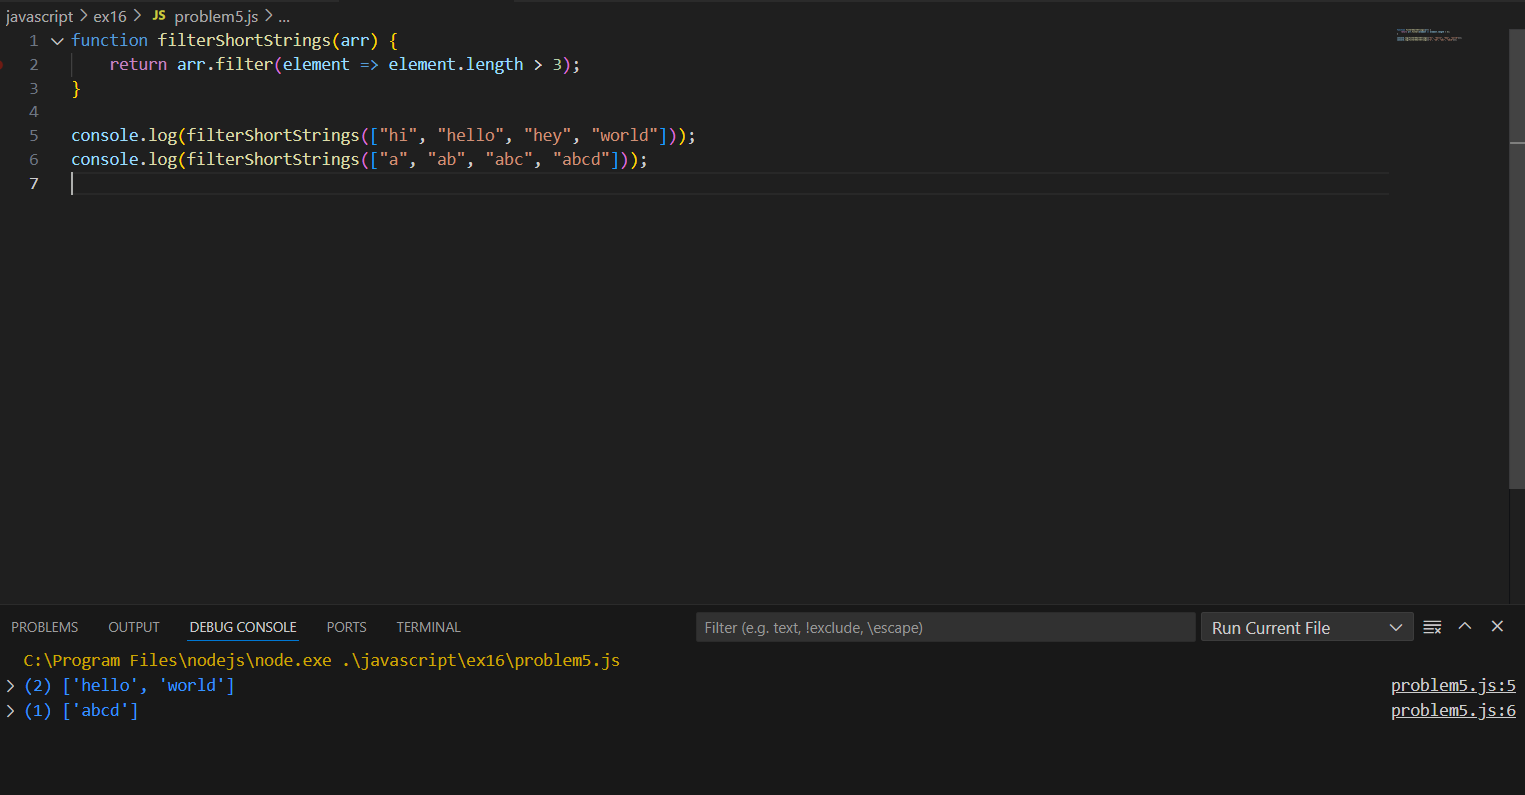 javascript > ex16 > JS problem5.js > ...
1 function filterShortStrings(arr) {
2 return arr.filter(element => element.length > 3);
3 }
4
5 console.log(filterShortStrings(["hi", "hello", "hey", "world"]));
6 console.log(filterShortStrings(["a", "ab", "abc", "abcd"]));
7
PROBLEMS OUTPUT DEBUG CONSOLE PORTS TERMINAL Filter (e.g. text, !exclude, \escape) Run Current File
C:\Program Files\nodejs\node.exe .\javascript\ex16\problem5.js
> (2) ['hello', 'world'] problem5.js:5
> (1) ['abcd'] problem5.js:6